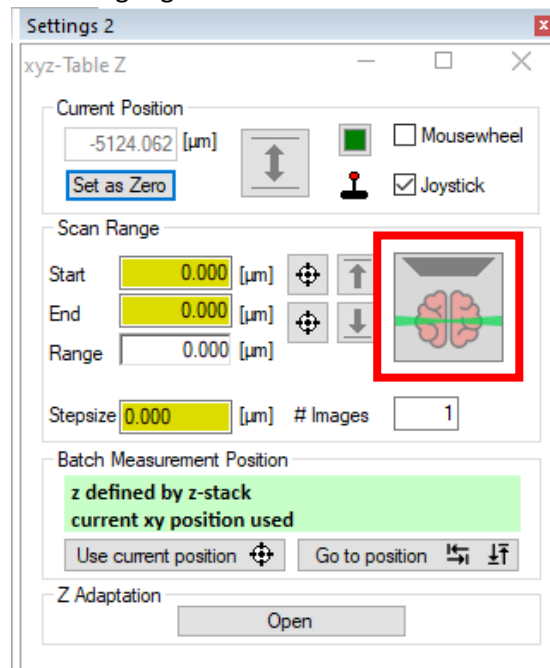 Settings 2
xyz-Table Z
Current Position
-5124.062 [µm]
Mousewheel
Set as Zero
Joystick
Scan Range
Start 0.000 [µm]
End 0.000 [µm]
Range 0.000 [µm]
Stepsize 0.000 [µm] # Images 1
Batch Measurement Position
z defined by z-stack
current xy position used
Use current position Go to position
Z Adaptation
Open